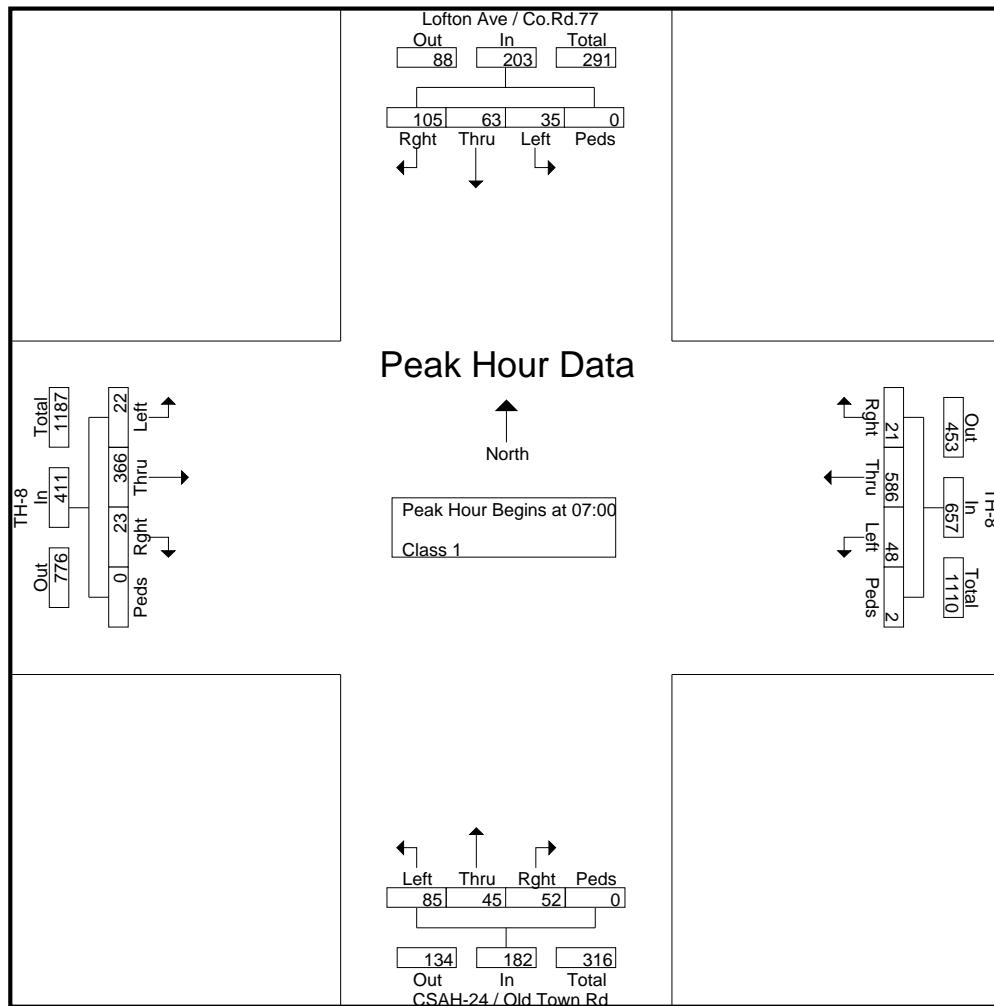 Lofton Ave / Co.Rd.77
Out In Total
88 203 291
105 63 35 0
Rght Thru Left Peds
Peak Hour Data
North
Peak Hour Begins at 07:00
Class 1
TH-8
Total In Out
1187 411 776
22 366 23 0
Left Thru Rght Peds
TH-8
Out In Total
453 657 1110
21 586 48 2
Rght Thru Left Peds
Left Thru Rght Peds
85 45 52 0
134 182 316
Out In Total
CSAH-24 / Old Town Rd